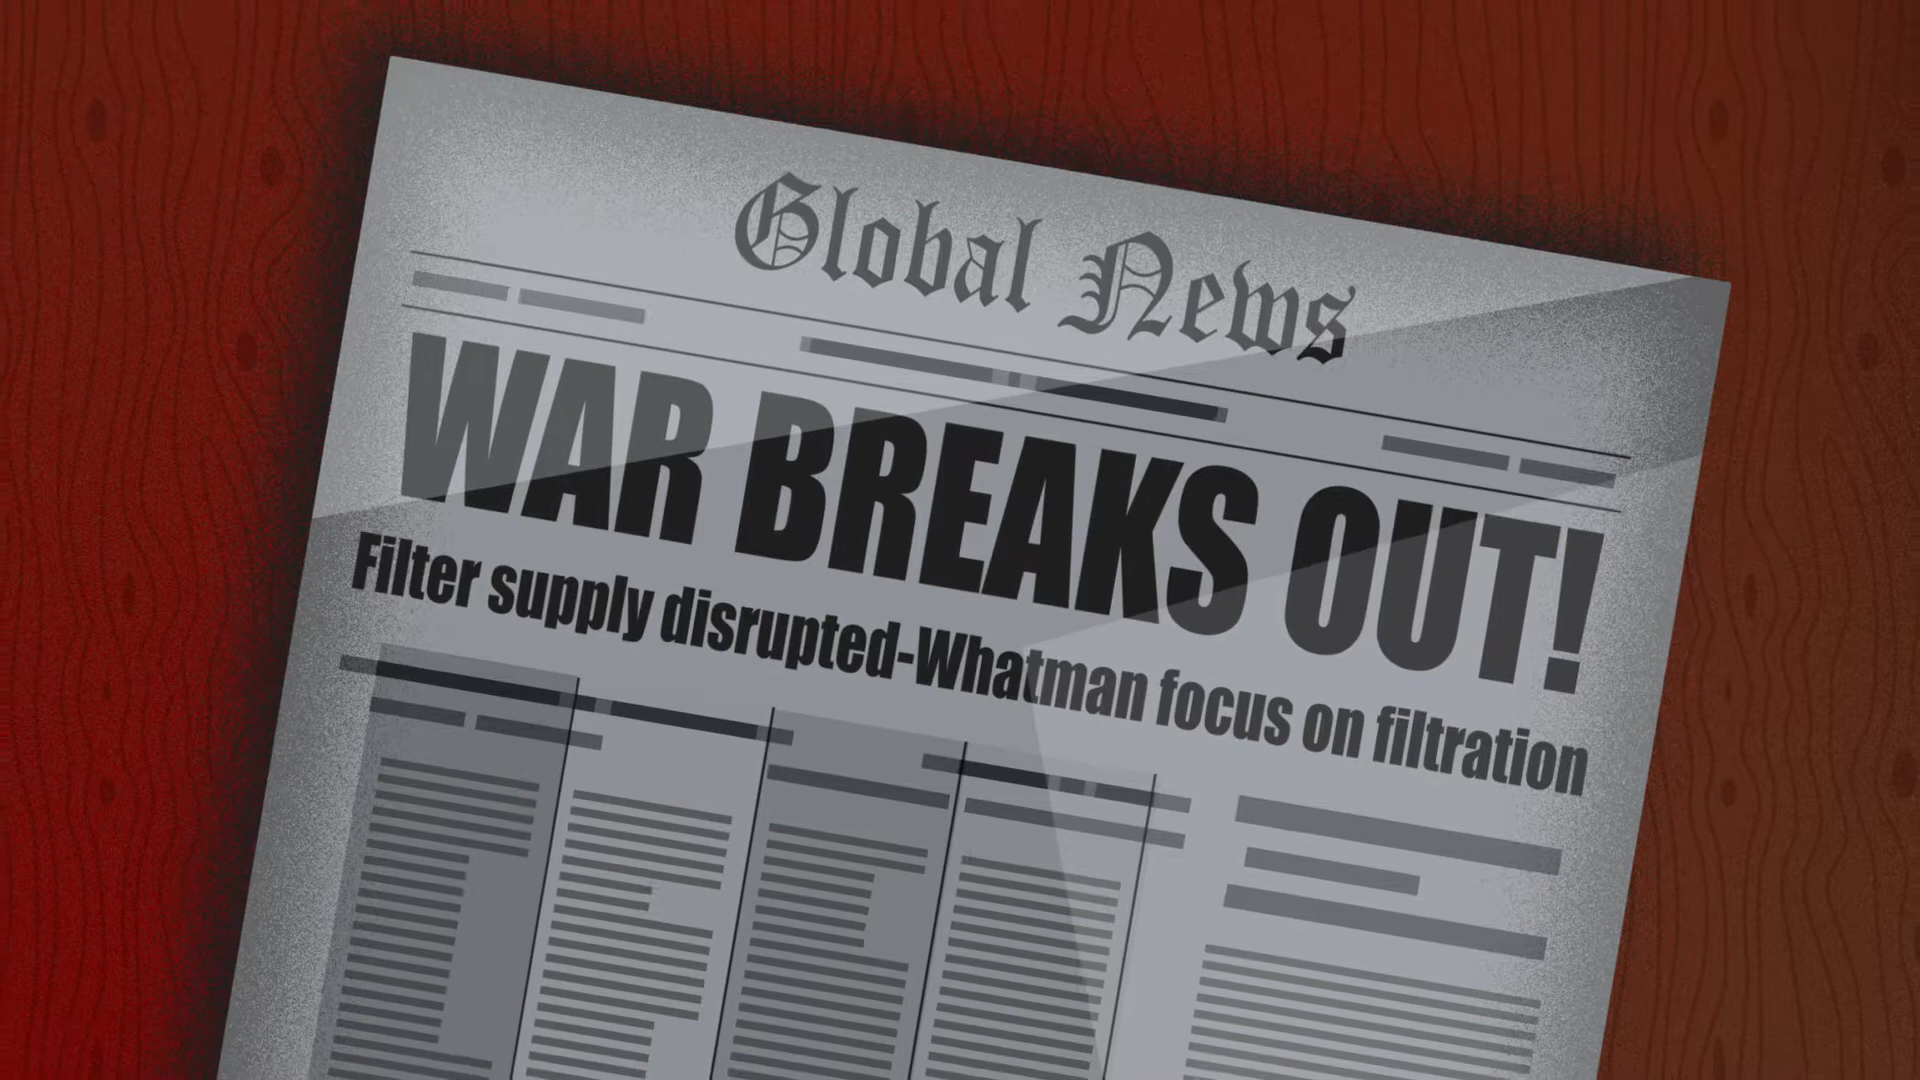 Global News
WAR BREAKS OUT!
Filter supply disrupted-Whatman focus on filtration